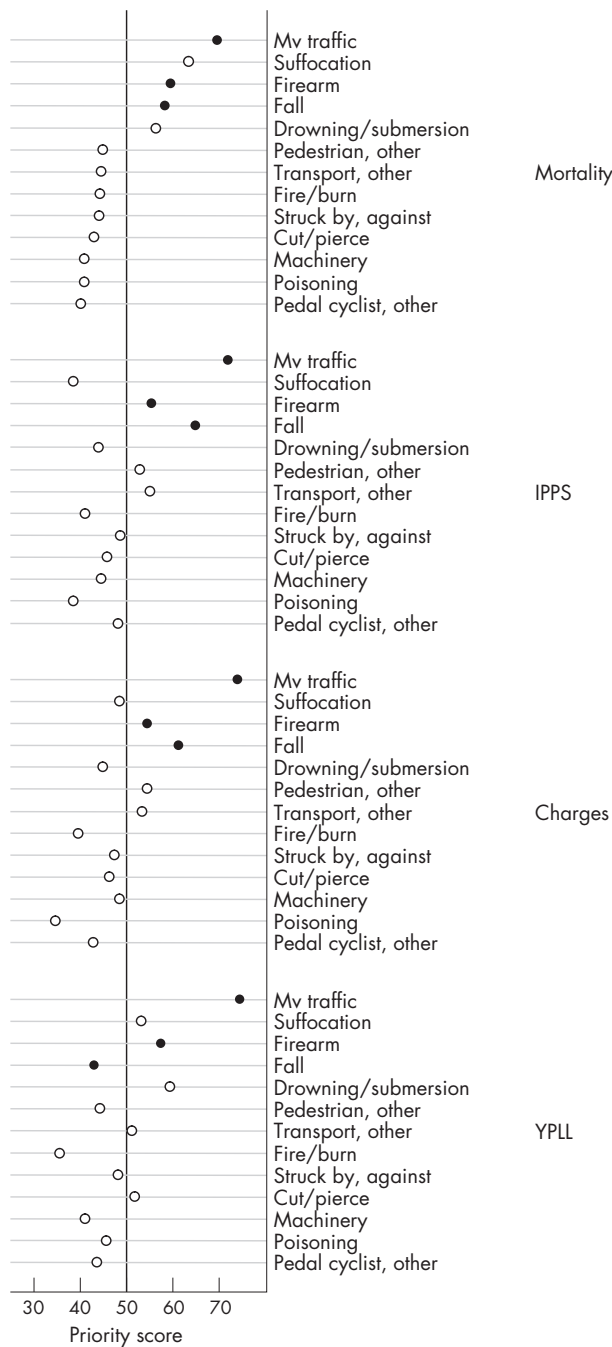 Mv traffic
Suffocation
Firearm
Fall
Drowning/submersion
Pedestrian, other
Transport, other
Mortality
Fire/burn
Struck by, against
Cut/pierce
Machinery
Poisoning
Pedal cyclist, other
Mv traffic
Suffocation
Firearm
Fall
Drowning/submersion
Pedestrian, other
Transport, other
IPPS
Fire/burn
Struck by, against
Cut/pierce
Machinery
Poisoning
Pedal cyclist, other
Mv traffic
Suffocation
Firearm
Fall
Drowning/submersion
Pedestrian, other
Transport, other
Charges
Fire/burn
Struck by, against
Cut/pierce
Machinery
Poisoning
Pedal cyclist, other
Mv traffic
Suffocation
Firearm
Fall
Drowning/submersion
Pedestrian, other
Transport, other
YPLL
Fire/burn
Struck by, against
Cut/pierce
Machinery
Poisoning
Pedal cyclist, other
30 40 50 60 70
Priority score